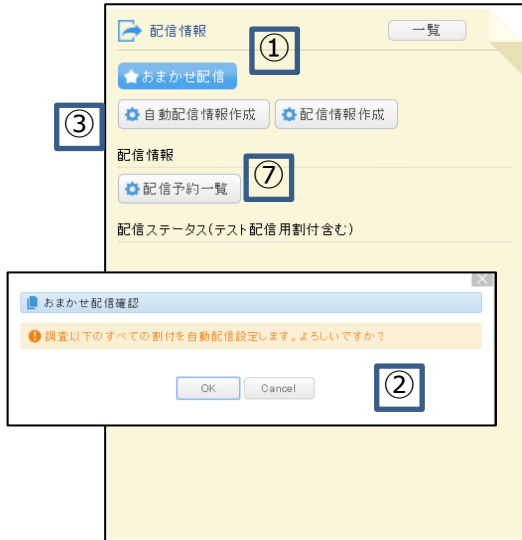 配信情報
一覧
①
おまかせ配信
③
自動配信情報作成
配信情報作成
配信情報
⑦
配信予約一覧
配信ステータス(テスト配信用割付含む)
おまかせ配信確認
調査以下のすべての割付を自動配信設定します。よろしいですか?
OK
Cancel
②